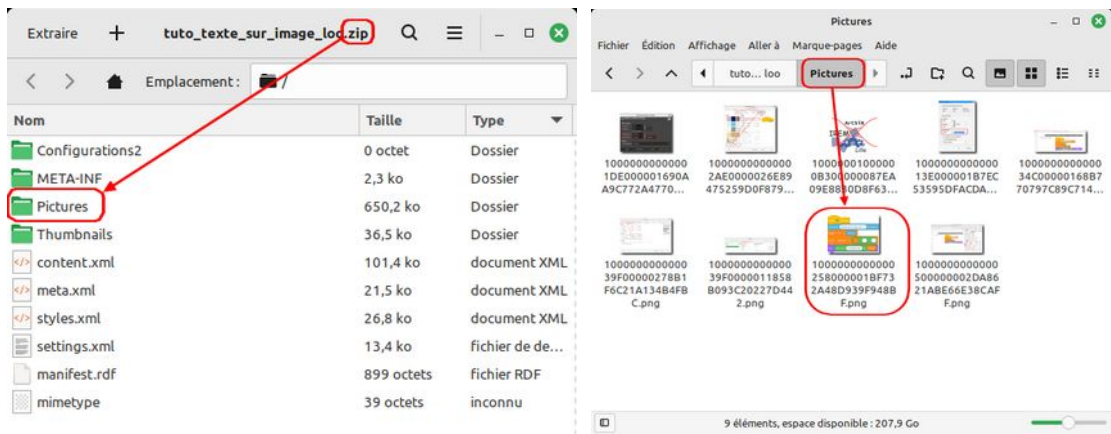 Extraire + tuto_texte_sur_image_loo.zip
Emplacement : /
Nom Taille Type
Configurations2 0 octet Dossier
META-INF 2,3 ko Dossier
Pictures 650,2 ko Dossier
Thumbnails 36,5 ko Dossier
content.xml 101,4 ko document XML
meta.xml 21,5 ko document XML
styles.xml 26,8 ko document XML
settings.xml 13,4 ko fichier de de...
manifest.rdf 899 octets fichier RDF
mimetype 39 octets inconnu
Pictures
Fichier Édition Affichage Aller à Marque-pages Aide
tuto... loo Pictures
1000000000000 1000000000000 1000000100000 1000000000000 1000000000000
1DE000001690A 2AE0000026E89 0B300000087EA 13E000001B7EC 34C00000168B7
A9C772A4770... 475259D0F879... 09E8840D8F63... 53595DFACDA... 70797C89C714...
1000000000000 1000000000000 1000000000000 1000000000000
39F00000278B1 39F0000011858 258000001BF73 500000002DA86
F6C21A134B4FB B093C20227D44 2A48D939F948B 21ABE66E38CAF
C.png 2.png F.png F.png
9 éléments, espace disponible : 207,9 Go